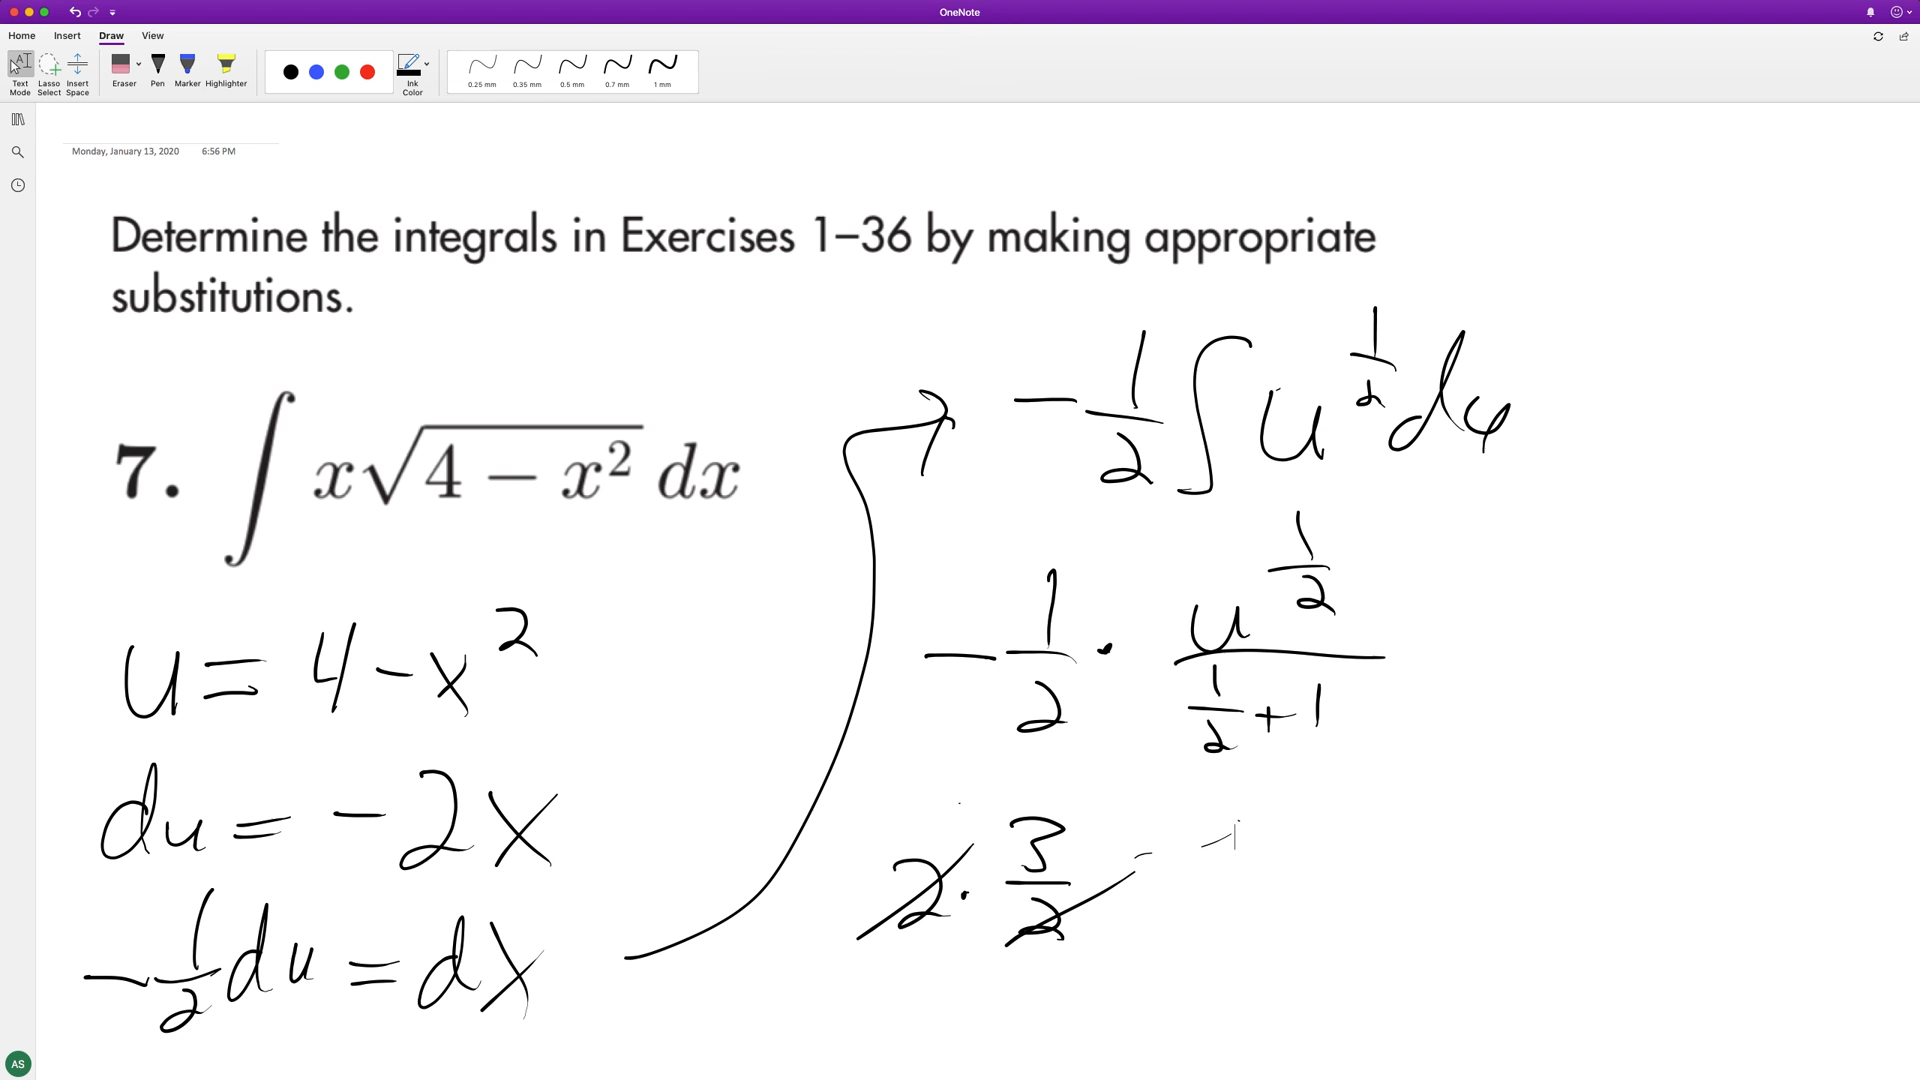 OneNote
Home Insert Draw View
Text Mode Lasso Select Insert Space Eraser Pen Marker Highlighter Ink Color 0.25 mm 0.35 mm 0.5 mm 0.7 mm 1 mm
Monday, January 13, 2020 6:56 PM
Determine the integrals in Exercises 1–36 by making appropriate
substitutions.
7. ∫ x√(4 − x²) dx
u = 4 - x²
du = -2x
-1/2 du = dx
-1/2 ∫ u^(1/2) du
-1/2 · u^(1/2) / (1/2 + 1)
2 · 3/2 =
AS